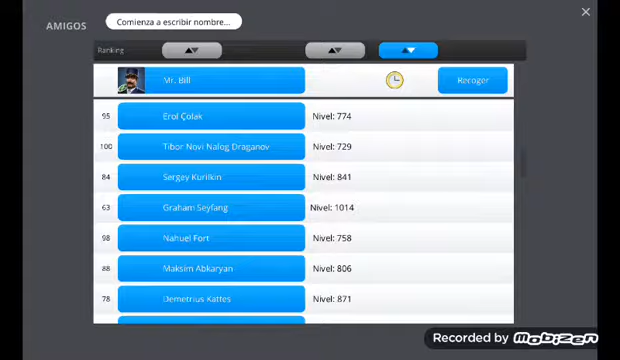 AMIGOS
Comienza a escribir nombre...
Ranking
Mr. Bill
Recoger
95 Erol Çolak Nivel: 774
100 Tibor Novi Nalog Draganov Nivel: 729
84 Sergey Kurilkin Nivel: 841
63 Graham Seyfang Nivel: 1014
98 Nahuel Fort Nivel: 758
88 Maksim Abkaryan Nivel: 806
78 Demetrius Kattes Nivel: 871
Recorded by MOBIZEN